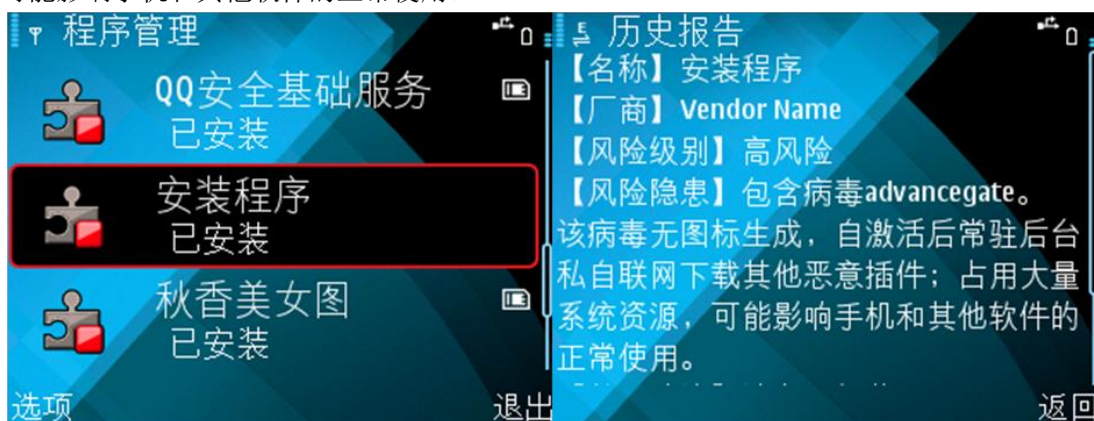 程序管理
QQ安全基础服务
已安装
安装程序
已安装
秋香美女图
已安装
选项
退出
历史报告
【名称】安装程序
【厂商】Vendor Name
【风险级别】高风险
【风险隐患】包含病毒advancegate。
该病毒无图标生成，自激活后常驻后台
私自联网下载其他恶意插件；占用大量
系统资源，可能影响手机和其他软件的
正常使用。
返回